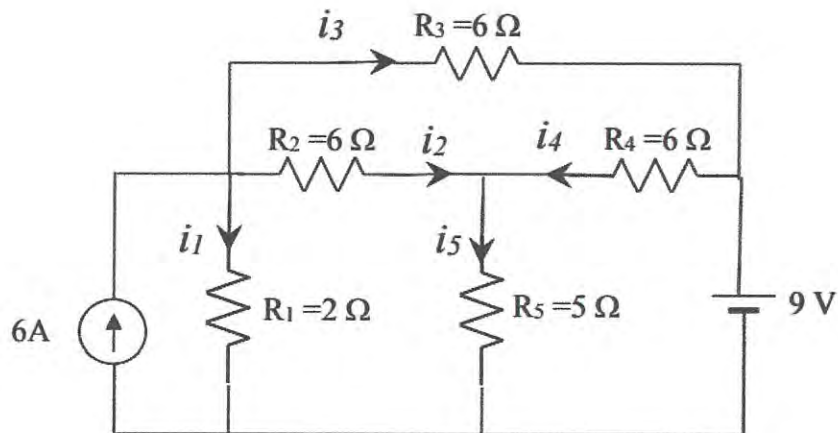 i3
R3 =6 Ω
R2 =6 Ω
i2
i4
R4 =6 Ω
i1
i5
6A
R1 =2 Ω
R5 =5 Ω
9 V